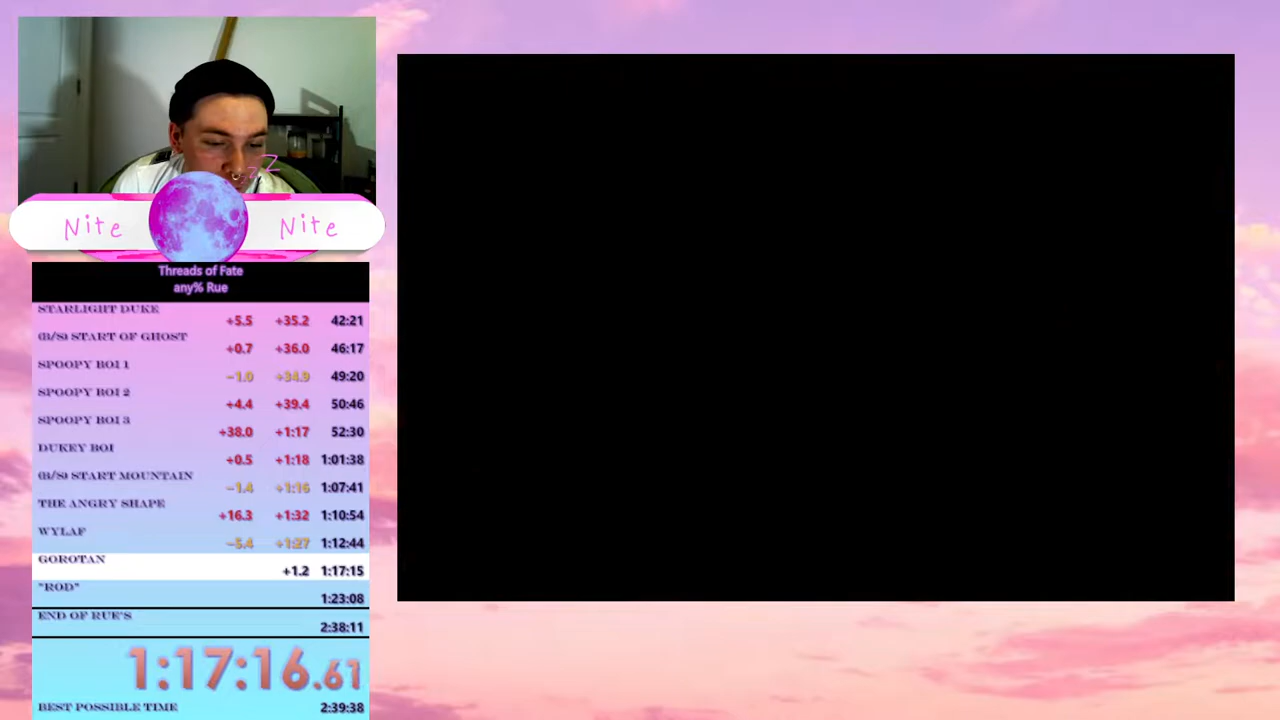 z
Z
Nite Nite
Threads of Fate
any% Rue
STARLIGHT DUKE
+5.5 +35.2 42:21
(B/S) START OF GHOST
+0.7 +36.0 46:17
SPOOPY BOI 1
−1.0 +34.9 49:20
SPOOPY BOI 2
+4.4 +39.4 50:46
SPOOPY BOI 3
+38.0 +1:17 52:30
DUKEY BOI
+0.5 +1:18 1:01:38
(B/S) START MOUNTAIN
−1.4 +1:16 1:07:41
THE ANGRY SHAPE
+16.3 +1:32 1:10:54
WYLAF
−5.4 +1:27 1:12:44
GOROTAN
+1.2 1:17:15
"ROD"
1:23:08
END OF RUE'S
2:38:11
1:17:16.61
BEST POSSIBLE TIME 2:39:38